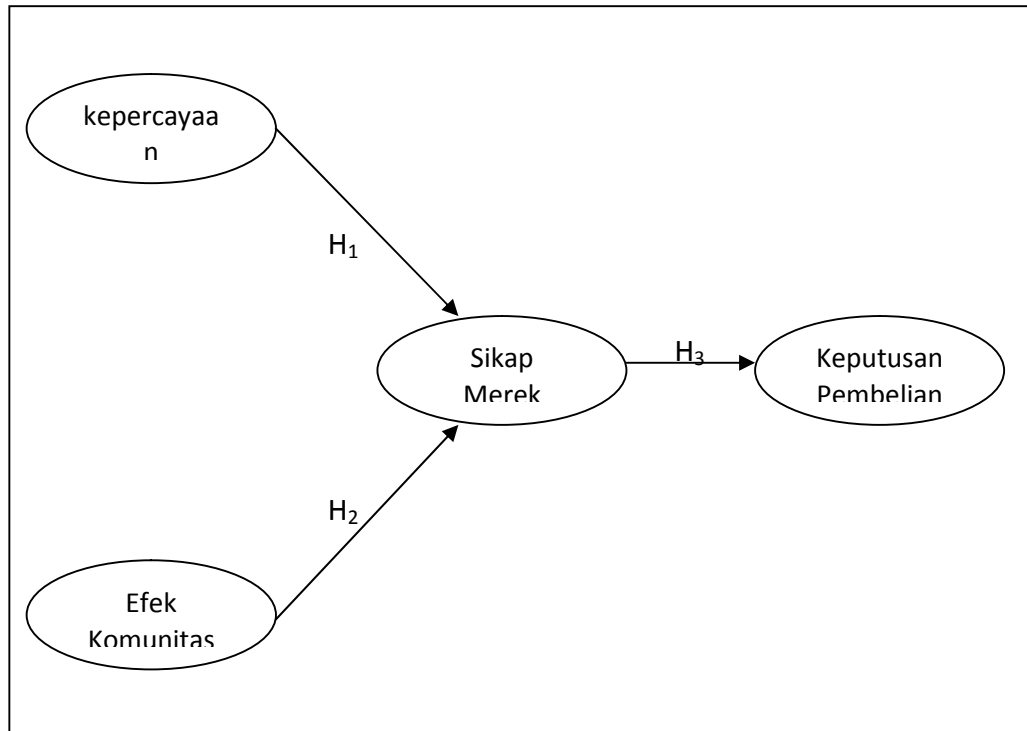 kepercayaa
n
H₁
Sikap
Merek
H₃
Keputusan
Pembelian
H₂
Efek
Komunitas